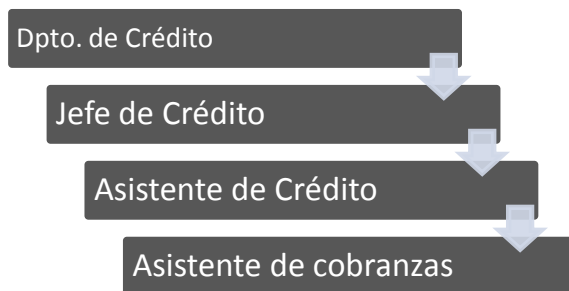 Dpto. de Crédito
Jefe de Crédito
Asistente de Crédito
Asistente de cobranzas